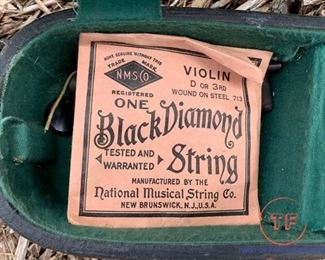 NONE GENUINE WITHOUT THIS
TRADE MARK
N.M.S.CO.
REGISTERED
VIOLIN
D OR 3RD
WOUND ON STEEL 713
ONE
Black Diamond
TESTED AND
WARRANTED
String
MANUFACTURED BY THE
National Musical String Co.
NEW BRUNSWICK, N.J., U.S.A.
TF